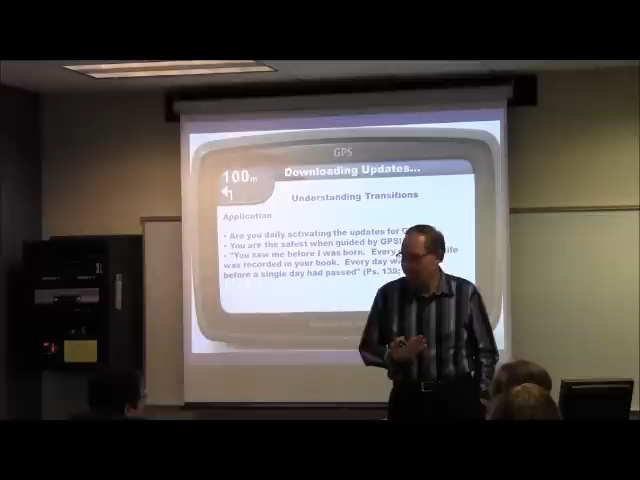 GPS
100m
Downloading Updates...
Understanding Transitions
Application
• Are you daily activating the updates for
• You are the safest when guided by GPS
• "You saw me before I was born. Every life
was recorded in your book. Every day
before a single day had passed" (Ps. 139;